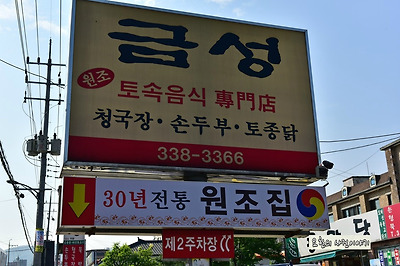 금성
원조
토속음식 專門店
청국장·손두부·토종닭
338-3366
30년전통 원조집
제2주차장